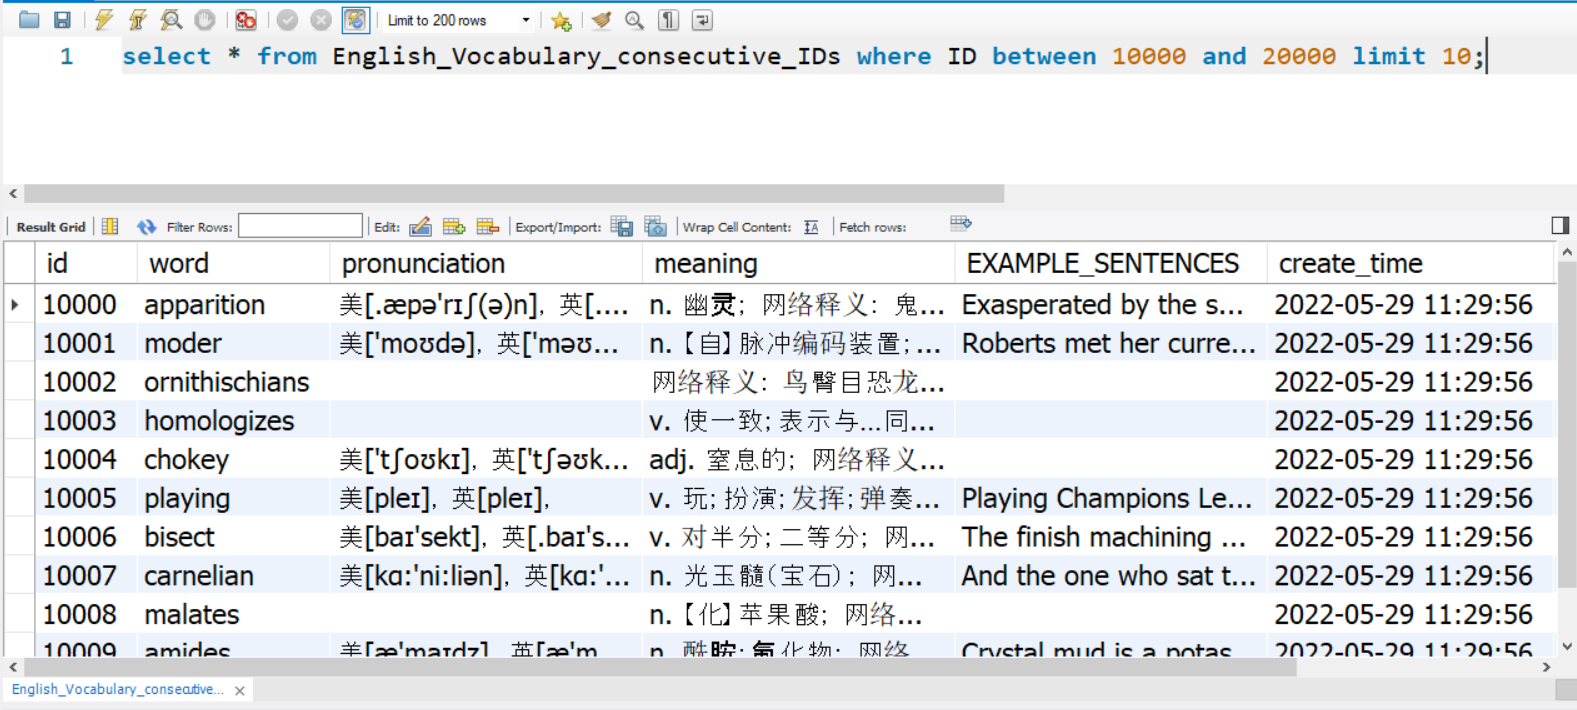 Limit to 200 rows
1 select * from English_Vocabulary_consecutive_IDs where ID between 10000 and 20000 limit 10;
Result Grid Filter Rows: Edit: Export/Import: Wrap Cell Content: Fetch rows:
id word pronunciation meaning EXAMPLE_SENTENCES create_time
10000 apparition 美[.æpə'rɪʃ(ə)n], 英[.... n. 幽灵; 网络释义: 鬼... Exasperated by the s... 2022-05-29 11:29:56
10001 moder 美['moʊdə], 英['məʊ... n.【自】脉冲编码装置;... Roberts met her curre... 2022-05-29 11:29:56
10002 ornithischians 网络释义: 鸟臀目恐龙... 2022-05-29 11:29:56
10003 homologizes v. 使一致;表示与...同... 2022-05-29 11:29:56
10004 chokey 美['tʃoʊkɪ], 英['tʃəʊk... adj. 窒息的; 网络释义... 2022-05-29 11:29:56
10005 playing 美[pleɪ], 英[pleɪ], v. 玩;扮演;发挥;弹奏... Playing Champions Le... 2022-05-29 11:29:56
10006 bisect 美[baɪ'sekt], 英[.baɪ's... v. 对半分;二等分; 网... The finish machining ... 2022-05-29 11:29:56
10007 carnelian 美[kɑ:'ni:liən], 英[kɑ:'... n. 光玉髓(宝石); 网... And the one who sat t... 2022-05-29 11:29:56
10008 malates n.【化】苹果酸; 网络... 2022-05-29 11:29:56
10009 amides 美[æ'maɪdz], 英[æ'm n. 酰胺;氨化物; 网络 Crystal mud is a potas 2022-05-29 11:29:56
English_Vocabulary_consecutive...